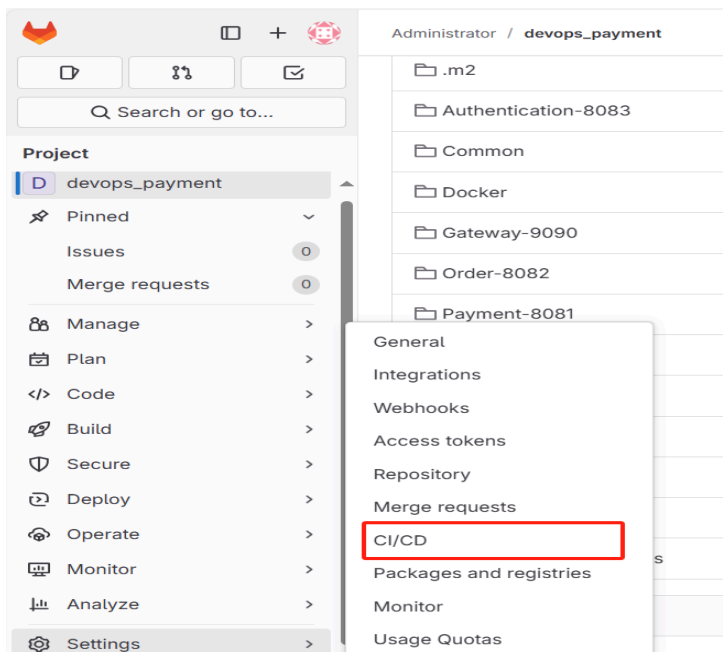 Search or go to...
Project
D devops_payment
Pinned
Issues 0
Merge requests 0
Manage
Plan
Code
Build
Secure
Deploy
Operate
Monitor
Analyze
Settings
Administrator / devops_payment
.m2
Authentication-8083
Common
Docker
Gateway-9090
Order-8082
Payment-8081
General
Integrations
Webhooks
Access tokens
Repository
Merge requests
CI/CD
s
Packages and registries
Monitor
Usage Quotas